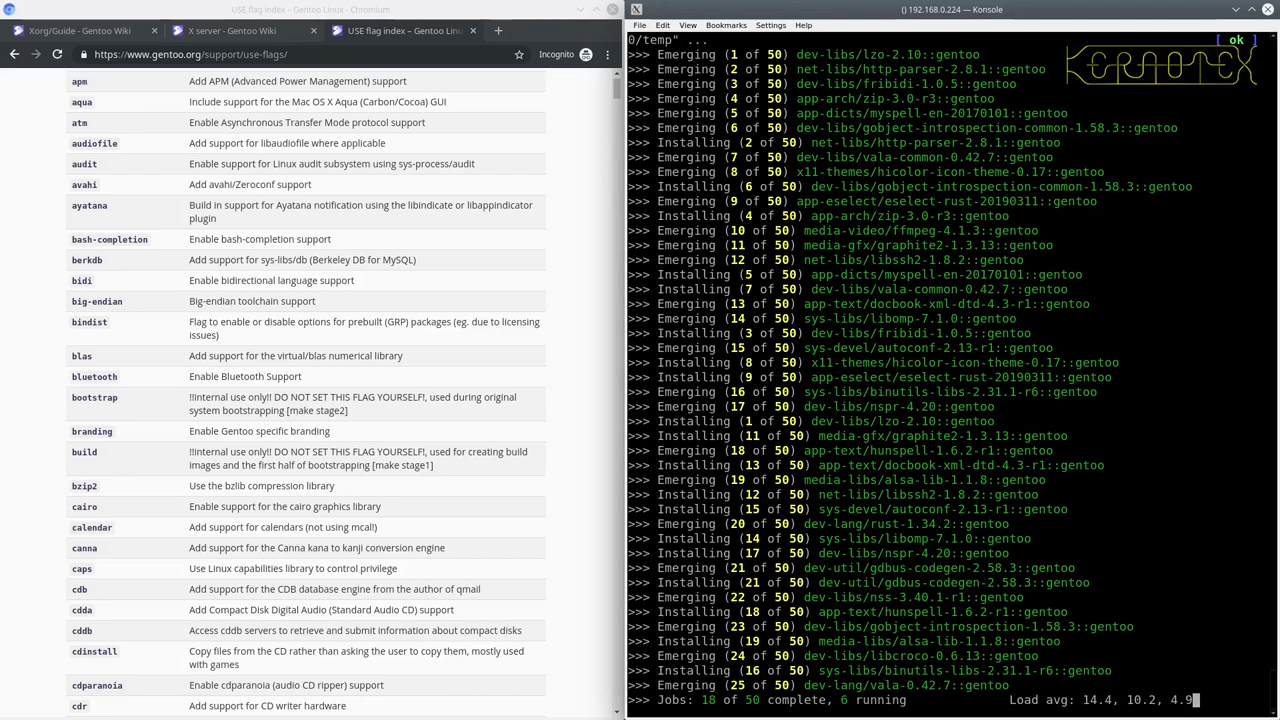 USE flag index – Gentoo Linux - Chromium
Xorg/Guide - Gentoo Wiki
X server - Gentoo Wiki
USE flag index – Gentoo Linux
https://www.gentoo.org/support/use-flags/
Incognito
apm Add APM (Advanced Power Management) support
aqua Include support for the Mac OS X Aqua (Carbon/Cocoa) GUI
atm Enable Asynchronous Transfer Mode protocol support
audiofile Add support for libaudiofile where applicable
audit Enable support for Linux audit subsystem using sys-process/audit
avahi Add avahi/Zeroconf support
ayatana Build in support for Ayatana notification using the libindicate or libappindicator
plugin
bash-completion Enable bash-completion support
berkdb Add support for sys-libs/db (Berkeley DB for MySQL)
bidi Enable bidirectional language support
big-endian Big-endian toolchain support
bindist Flag to enable or disable options for prebuilt (GRP) packages (eg. due to licensing
issues)
blas Add support for the virtual/blas numerical library
bluetooth Enable Bluetooth Support
bootstrap !!internal use only!! DO NOT SET THIS FLAG YOURSELF!, used during original
system bootstrapping [make stage2]
branding Enable Gentoo specific branding
build !!internal use only!! DO NOT SET THIS FLAG YOURSELF!, used for creating build
images and the first half of bootstrapping [make stage1]
bzip2 Use the bzlib compression library
cairo Enable support for the cairo graphics library
calendar Add support for calendars (not using mcal!)
canna Add support for the Canna kana to kanji conversion engine
caps Use Linux capabilities library to control privilege
cdb Add support for the CDB database engine from the author of qmail
cdda Add Compact Disk Digital Audio (Standard Audio CD) support
cddb Access cddb servers to retrieve and submit information about compact disks
cdinstall Copy files from the CD rather than asking the user to copy them, mostly used
with games
cdparanoia Enable cdparanoia (audio CD ripper) support
cdr Add support for CD writer hardware
() 192.168.0.224 — Konsole
File Edit View Bookmarks Settings Help
0/temp" ... [ ok ]
KERNOTEX
>>> Emerging (1 of 50) dev-libs/lzo-2.10::gentoo
>>> Emerging (2 of 50) net-libs/http-parser-2.8.1::gentoo
>>> Emerging (3 of 50) dev-libs/fribidi-1.0.5::gentoo
>>> Emerging (4 of 50) app-arch/zip-3.0-r3::gentoo
>>> Emerging (5 of 50) app-dicts/myspell-en-20170101::gentoo
>>> Emerging (6 of 50) dev-libs/gobject-introspection-common-1.58.3::gentoo
>>> Installing (2 of 50) net-libs/http-parser-2.8.1::gentoo
>>> Emerging (7 of 50) dev-libs/vala-common-0.42.7::gentoo
>>> Emerging (8 of 50) x11-themes/hicolor-icon-theme-0.17::gentoo
>>> Installing (6 of 50) dev-libs/gobject-introspection-common-1.58.3::gentoo
>>> Emerging (9 of 50) app-eselect/eselect-rust-20190311::gentoo
>>> Installing (4 of 50) app-arch/zip-3.0-r3::gentoo
>>> Emerging (10 of 50) media-video/ffmpeg-4.1.3::gentoo
>>> Emerging (11 of 50) media-gfx/graphite2-1.3.13::gentoo
>>> Emerging (12 of 50) net-libs/libssh2-1.8.2::gentoo
>>> Installing (5 of 50) app-dicts/myspell-en-20170101::gentoo
>>> Installing (7 of 50) dev-libs/vala-common-0.42.7::gentoo
>>> Emerging (13 of 50) app-text/docbook-xml-dtd-4.3-r1::gentoo
>>> Emerging (14 of 50) sys-libs/libomp-7.1.0::gentoo
>>> Installing (3 of 50) dev-libs/fribidi-1.0.5::gentoo
>>> Emerging (15 of 50) sys-devel/autoconf-2.13-r1::gentoo
>>> Installing (8 of 50) x11-themes/hicolor-icon-theme-0.17::gentoo
>>> Installing (9 of 50) app-eselect/eselect-rust-20190311::gentoo
>>> Emerging (16 of 50) sys-libs/binutils-libs-2.31.1-r6::gentoo
>>> Emerging (17 of 50) dev-libs/nspr-4.20::gentoo
>>> Installing (1 of 50) dev-libs/lzo-2.10::gentoo
>>> Installing (11 of 50) media-gfx/graphite2-1.3.13::gentoo
>>> Emerging (18 of 50) app-text/hunspell-1.6.2-r1::gentoo
>>> Installing (13 of 50) app-text/docbook-xml-dtd-4.3-r1::gentoo
>>> Emerging (19 of 50) media-libs/alsa-lib-1.1.8::gentoo
>>> Installing (12 of 50) net-libs/libssh2-1.8.2::gentoo
>>> Installing (15 of 50) sys-devel/autoconf-2.13-r1::gentoo
>>> Emerging (20 of 50) dev-lang/rust-1.34.2::gentoo
>>> Installing (14 of 50) sys-libs/libomp-7.1.0::gentoo
>>> Installing (17 of 50) dev-libs/nspr-4.20::gentoo
>>> Emerging (21 of 50) dev-util/gdbus-codegen-2.58.3::gentoo
>>> Installing (21 of 50) dev-util/gdbus-codegen-2.58.3::gentoo
>>> Emerging (22 of 50) dev-libs/nss-3.40.1-r1::gentoo
>>> Installing (18 of 50) app-text/hunspell-1.6.2-r1::gentoo
>>> Emerging (23 of 50) dev-libs/gobject-introspection-1.58.3::gentoo
>>> Installing (19 of 50) media-libs/alsa-lib-1.1.8::gentoo
>>> Emerging (24 of 50) dev-libs/libcroco-0.6.13::gentoo
>>> Installing (16 of 50) sys-libs/binutils-libs-2.31.1-r6::gentoo
>>> Emerging (25 of 50) dev-lang/vala-0.42.7::gentoo
>>> Jobs: 18 of 50 complete, 6 running Load avg: 14.4, 10.2, 4.9